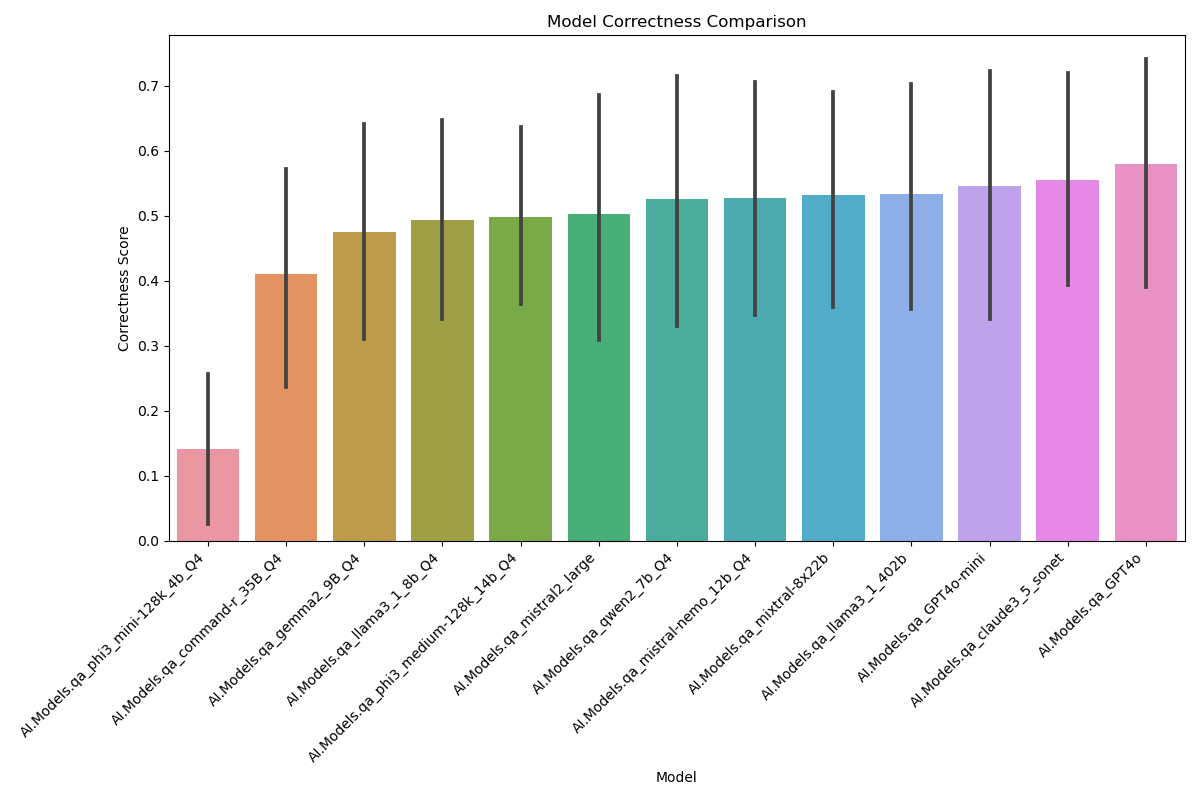 Model Correctness Comparison
Correctness Score
0.7
0.6
0.5
0.4
0.3
0.2
0.1
0.0
AI.Models.qa_phi3_mini-128k_4b_Q4
AI.Models.qa_command-r_35B_Q4
AI.Models.qa_gemma2_9B_Q4
AI.Models.qa_llama3_1_8b_Q4
AI.Models.qa_phi3_medium-128k_14b_Q4
AI.Models.qa_mistral2_large
AI.Models.qa_qwen2_7b_Q4
AI.Models.qa_mistral-nemo_12b_Q4
AI.Models.qa_mixtral-8x22b
AI.Models.qa_llama3_1_402b
AI.Models.qa_GPT4o-mini
AI.Models.qa_claude3_5_sonet
AI.Models.qa_GPT4o
Model